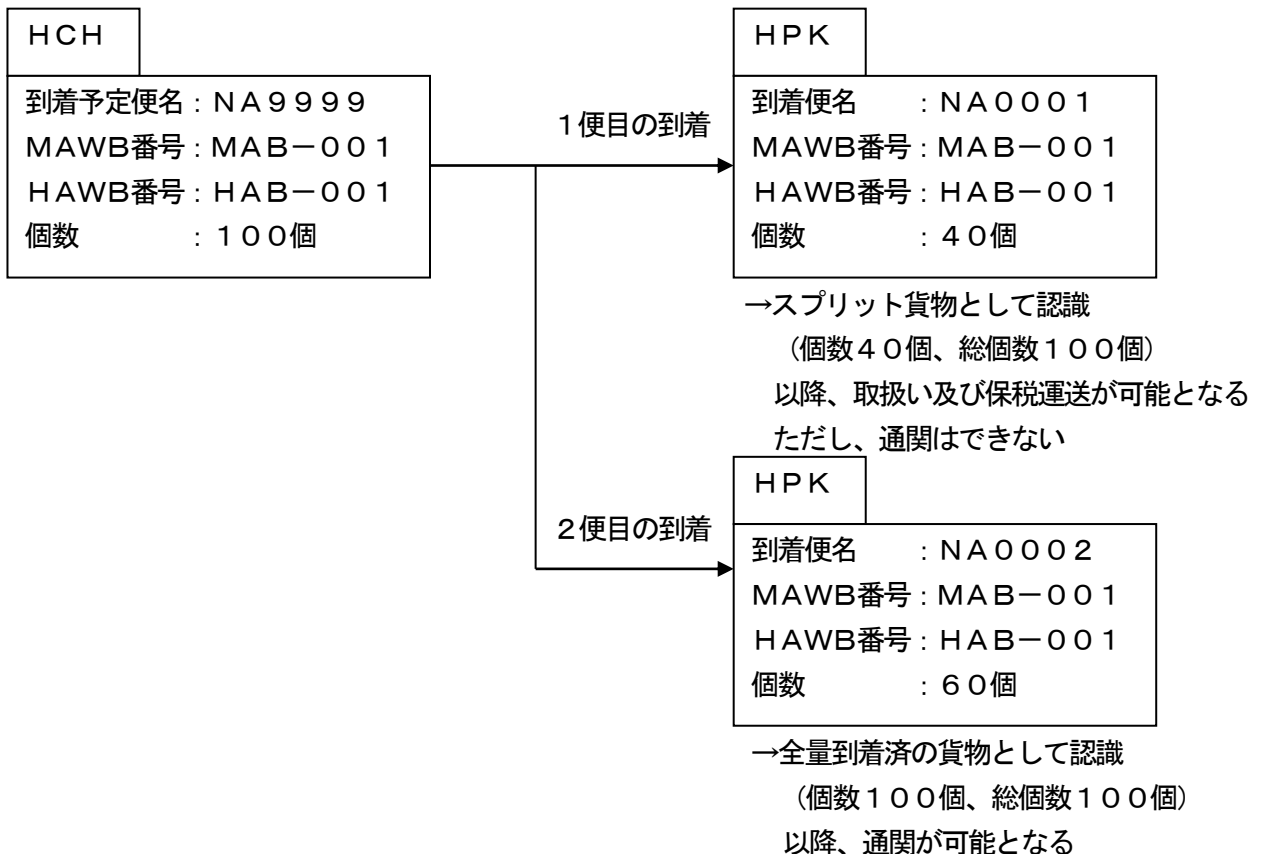 HCH
到着予定便名：NA9999
MAWB番号：MAB－001
HAWB番号：HAB－001
個数　　　　：100個
1便目の到着
HPK
到着便名　　：NA0001
MAWB番号：MAB－001
HAWB番号：HAB－001
個数　　　　：40個
→スプリット貨物として認識
（個数40個、総個数100個）
以降、取扱い及び保税運送が可能となる
ただし、通関はできない
2便目の到着
HPK
到着便名　　：NA0002
MAWB番号：MAB－001
HAWB番号：HAB－001
個数　　　　：60個
→全量到着済の貨物として認識
（個数100個、総個数100個）
以降、通関が可能となる